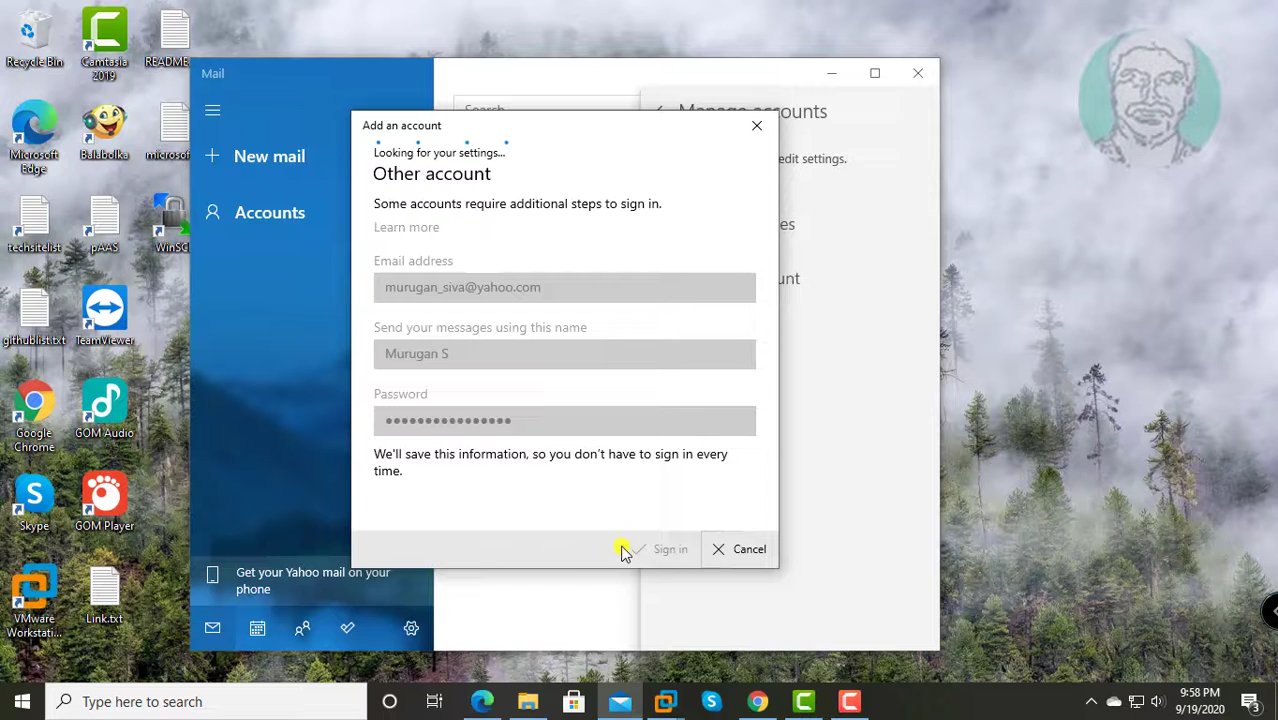 Recycle Bin
Camtasia
2019
README...
Microsoft
Edge
Balabolka
microsof...
techsitelist
pAAS
WinSC
githublist.txt
TeamViewer
Google
Chrome
GOM Audio
Skype
GOM Player
VMware
Workstati...
Link.txt
Mail
New mail
Accounts
Get your Yahoo mail on your
phone
Search
Manage accounts
edit settings.
Add an account
Looking for your settings...
Other account
Some accounts require additional steps to sign in.
Learn more
Email address
murugan_siva@yahoo.com
Send your messages using this name
Murugan S
Password
We'll save this information, so you don't have to sign in every
time.
Sign in
Cancel
Type here to search
9:58 PM
9/19/2020
3